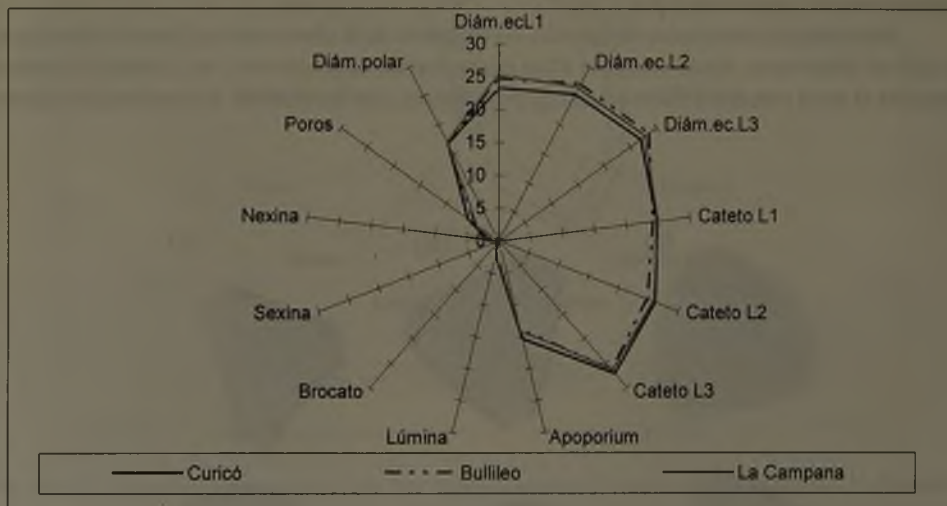 Diám.ecL1
Diám.ec.L2
Diám.ec.L3
Cateto L1
Cateto L2
Cateto L3
Apoporium
Lúmina
Brocato
Sexina
Nexina
Poros
Diám.polar
30
25
20
15
10
5
0
Curicó
Bullileo
La Campana